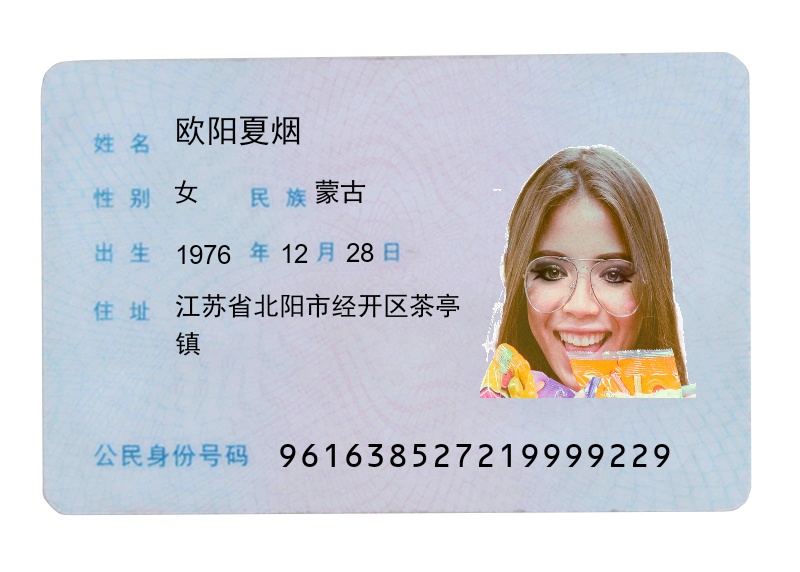 姓名 欧阳夏烟
性别 女 民族 蒙古
出生 1976 年 12 月 28 日
住址 江苏省北阳市经开区茶亭
镇
公民身份号码 961638527219999229